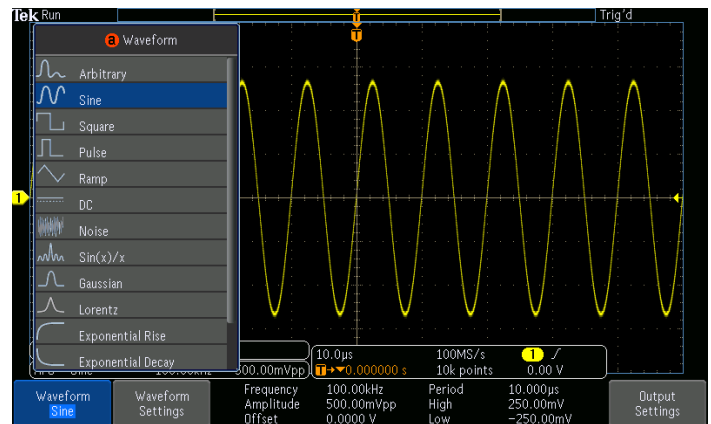 Tek Run
Trig'd
a Waveform
Arbitrary
Sine
Square
Pulse
Ramp
DC
Noise
Sin(x)/x
Gaussian
Lorentz
Exponential Rise
Exponential Decay
T
1
10.0µs 100MS/s 1
T→▼0.000000 s 10k points 0.00 V
500.00mVpp
Waveform
Sine
Waveform
Settings
Frequency 100.00kHz Period 10.000µs
Amplitude 500.00mVpp High 250.00mV
Offset 0.0000 V Low -250.00mV
Output
Settings